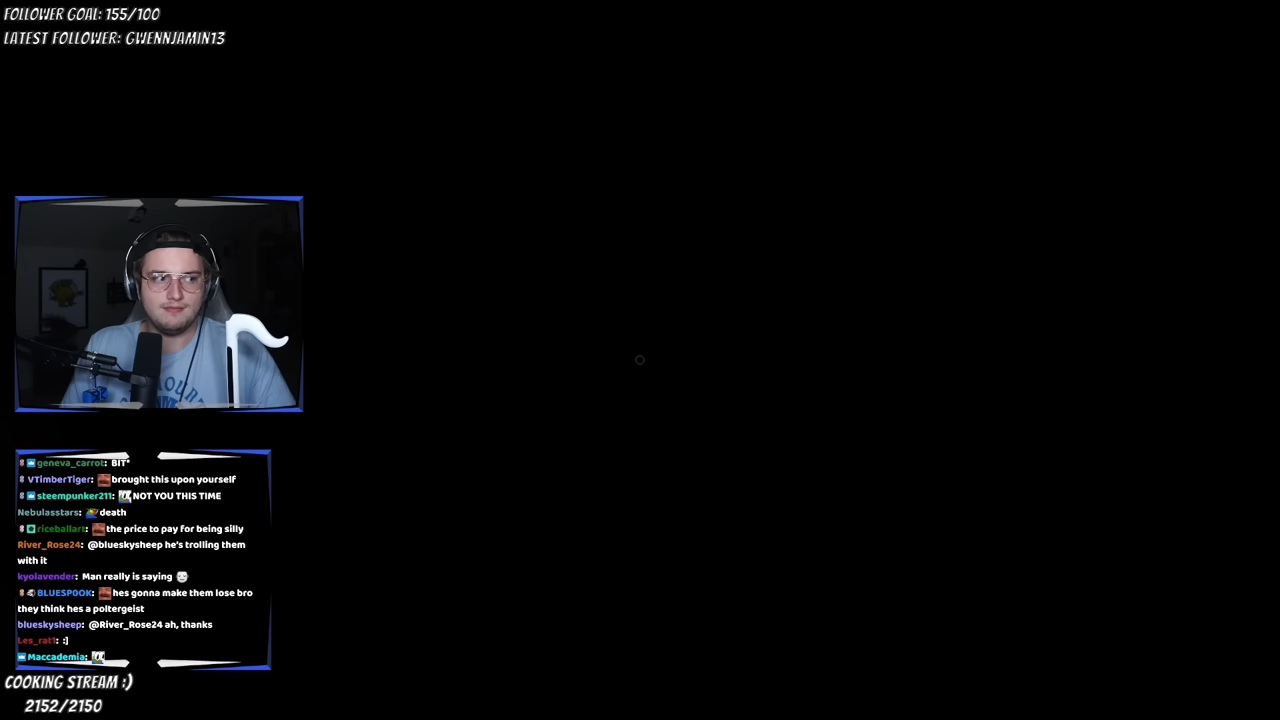 FOLLOWER GOAL: 155/100
LATEST FOLLOWER: GWENNJAMIN13
geneva_carrot: BIT*
VTimberTiger: brought this upon yourself
steempunker211: NOT YOU THIS TIME
Nebulasstars: death
riceballart: the price to pay for being silly
River_Rose24: @blueskysheep he's trolling them
with it
kyolavender: Man really is saying
BLUESP0OK: hes gonna make them lose bro
they think hes a poltergeist
blueskysheep: @River_Rose24 ah, thanks
Les_rat1: :]
Maccademia:
COOKING STREAM :)
2152/2150